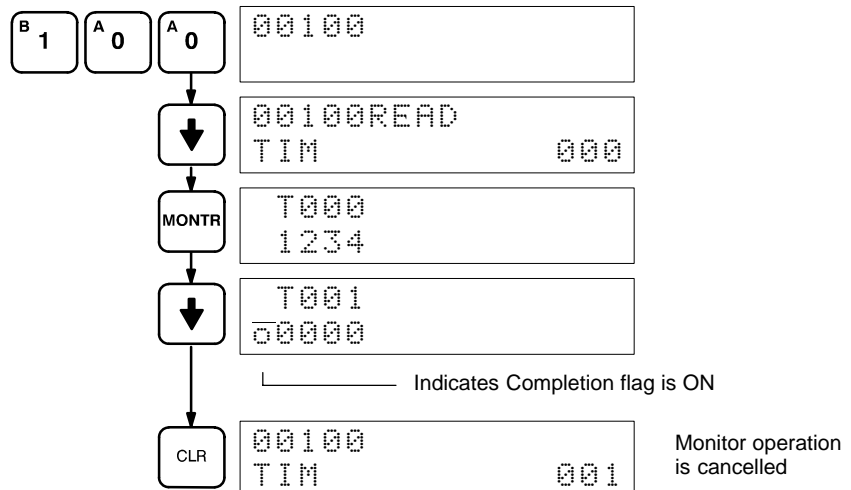 B 1 A 0 A 0
00100
00100READ
TIM 000
MONTR
T000
1234
T001
o0000
Indicates Completion flag is ON
CLR
00100
TIM 001
Monitor operation
is cancelled